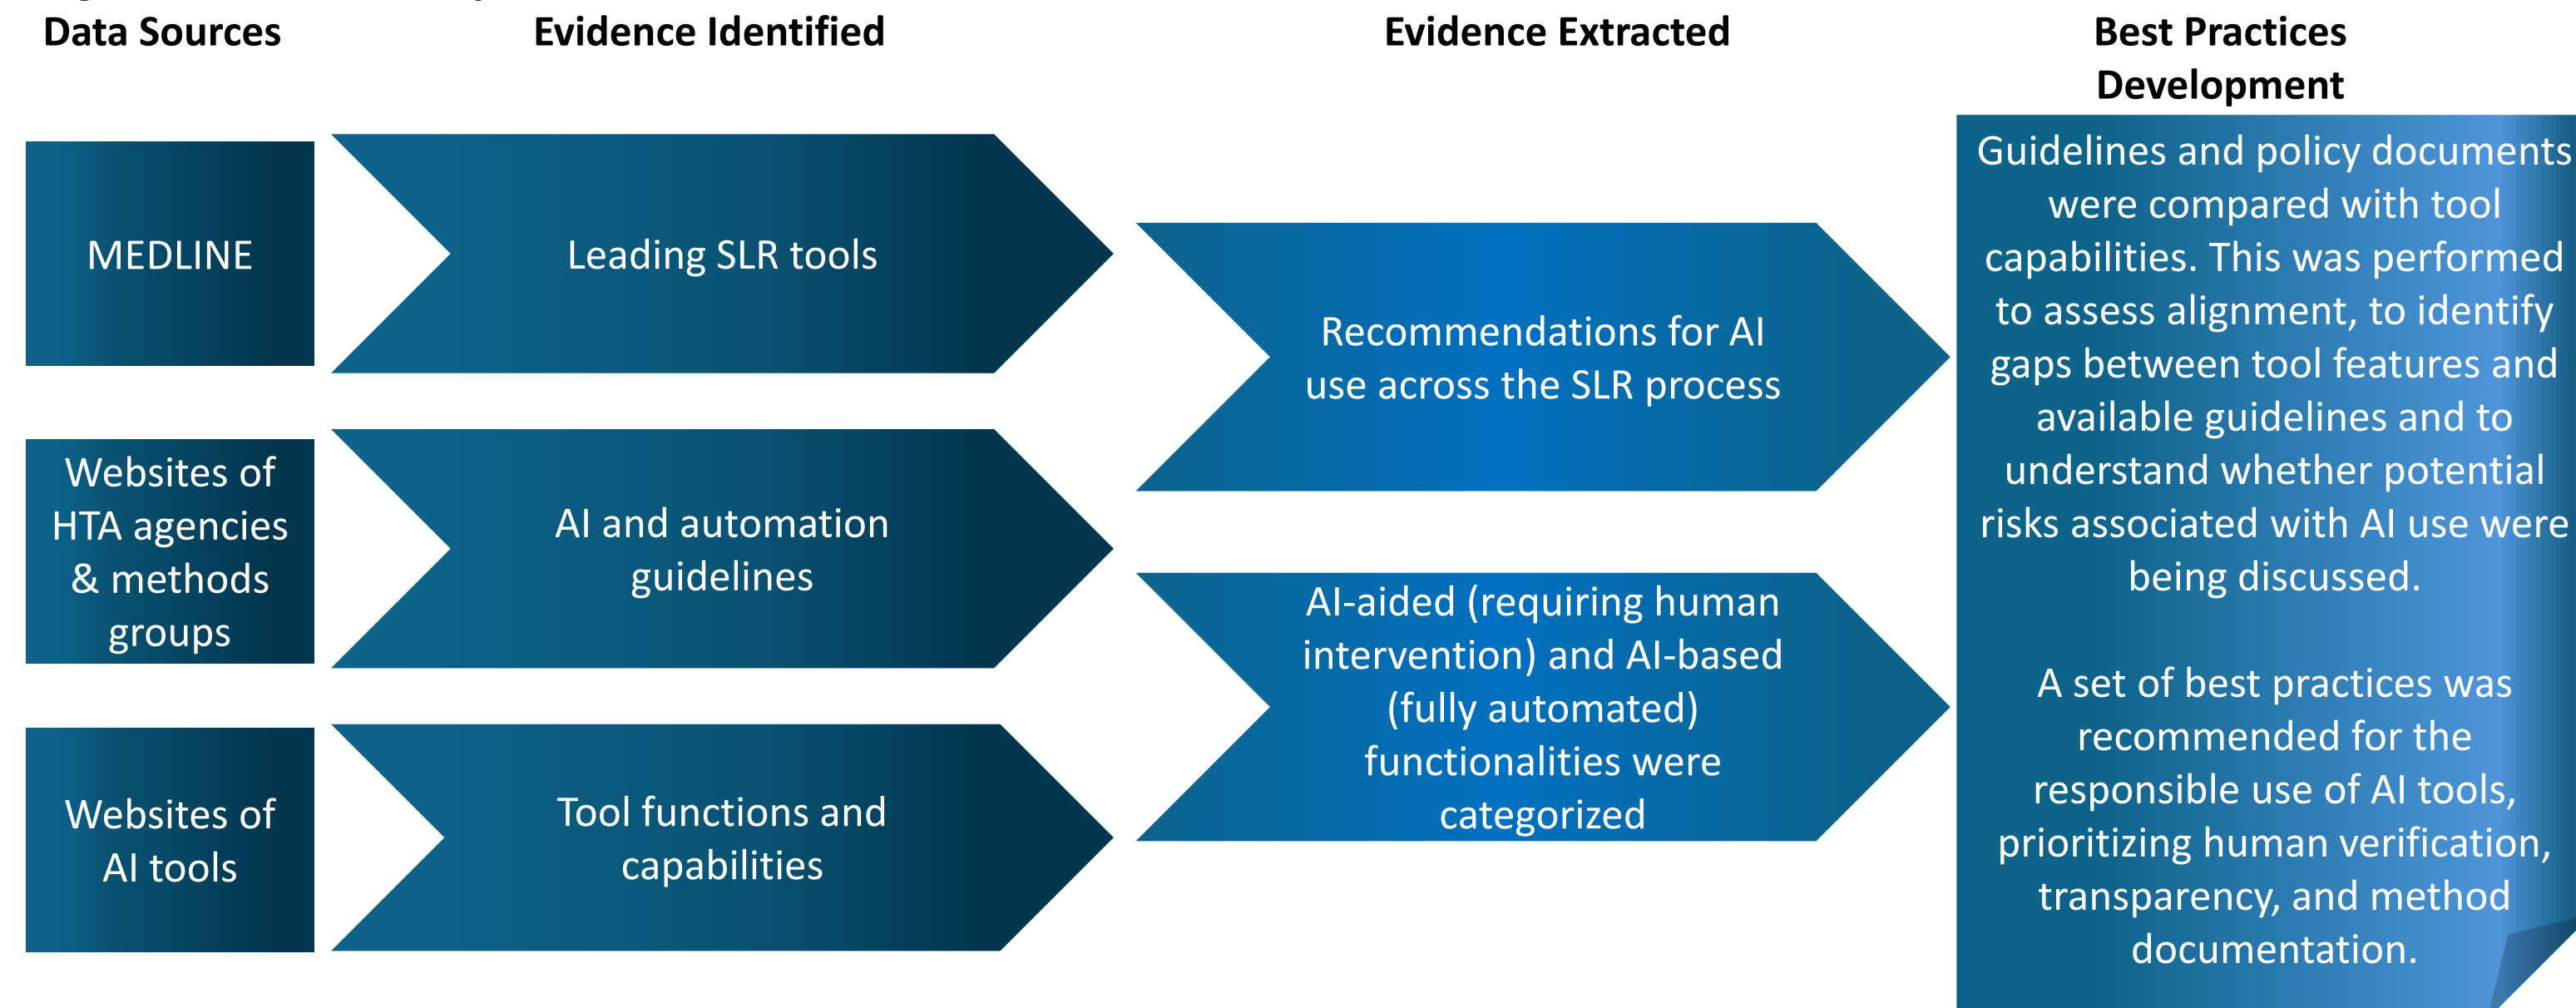 Data Sources
Evidence Identified
Evidence Extracted
Best Practices
Development
MEDLINE
Leading SLR tools
Websites of
HTA agencies
& methods
groups
AI and automation
guidelines
Websites of
AI tools
Tool functions and
capabilities
Recommendations for AI
use across the SLR process
AI-aided (requiring human
intervention) and AI-based
(fully automated)
functionalities were
categorized
Guidelines and policy documents
were compared with tool
capabilities. This was performed
to assess alignment, to identify
gaps between tool features and
available guidelines and to
understand whether potential
risks associated with AI use were
being discussed.
A set of best practices was
recommended for the
responsible use of AI tools,
prioritizing human verification,
transparency, and method
documentation.